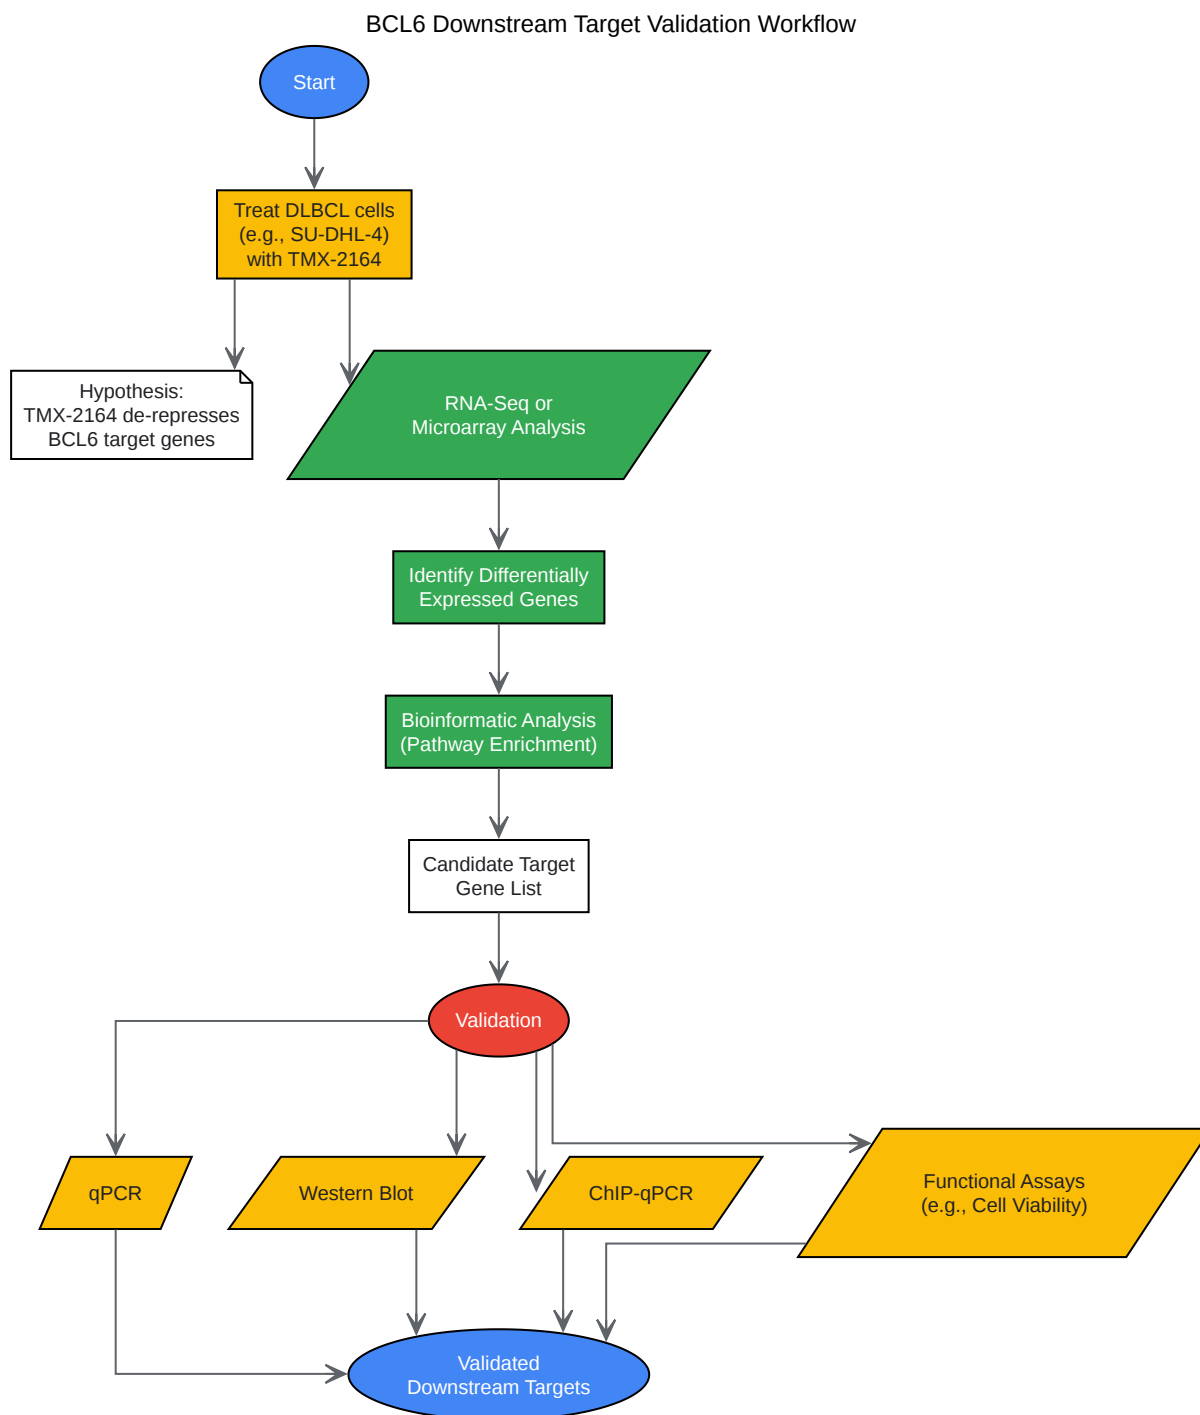 BCL6 Downstream Target Validation Workflow
Start
Treat DLBCL cells
(e.g., SU-DHL-4)
with TMX-2164
Hypothesis:
TMX-2164 de-represses
BCL6 target genes
RNA-Seq or
Microarray Analysis
Identify Differentially
Expressed Genes
Bioinformatic Analysis
(Pathway Enrichment)
Candidate Target
Gene List
Validation
qPCR
Western Blot
ChIP-qPCR
Functional Assays
(e.g., Cell Viability)
Validated
Downstream Targets